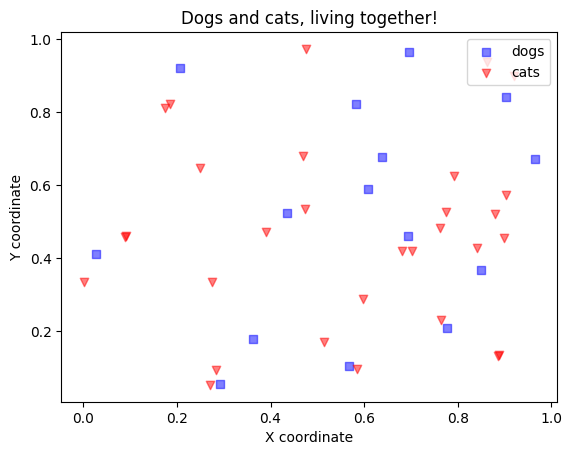 Dogs and cats, living together!
dogs
cats
1.0
0.8
0.6
0.4
0.2
Y coordinate
0.0
0.2
0.4
0.6
0.8
1.0
X coordinate